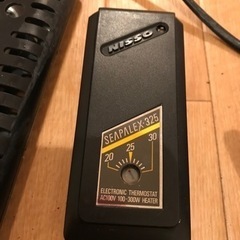 NISSO
SEAPALEX-325
20 25 30
ELECTRONIC THERMOSTAT
AC100V 100-300W HEATER